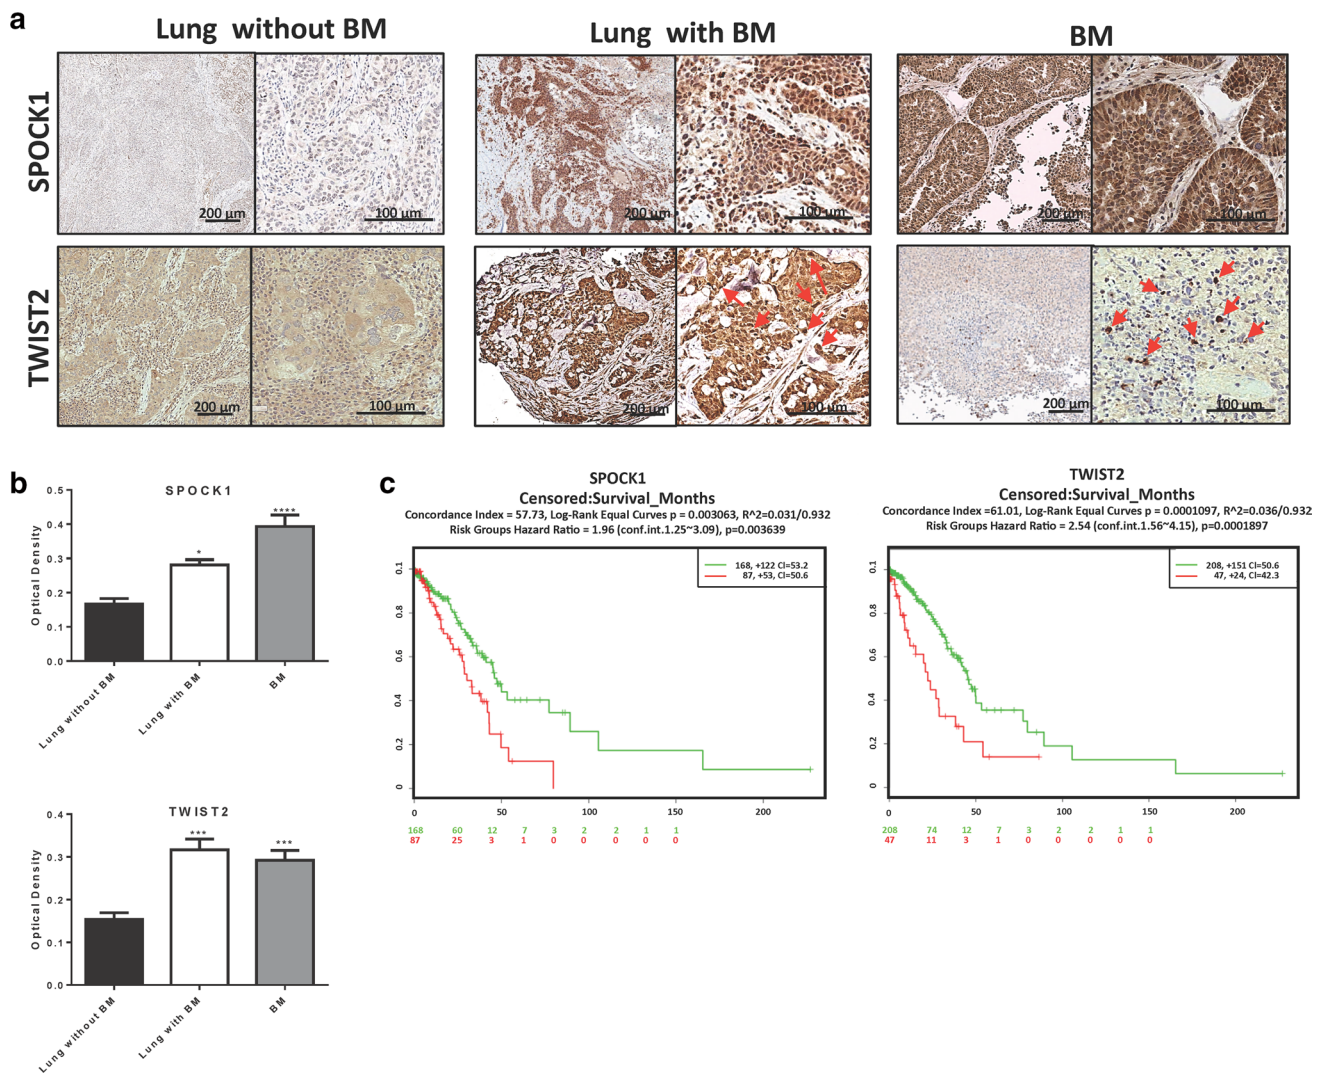 a
Lung without BM
Lung with BM
BM
SPOCK1
200 µm
100 µm
200 µm
100 µm
200 µm
100 µm
TWIST2
200 µm
100 µm
200 µm
100 µm
200 µm
100 µm
b
SPOCK1
Optical Density
0.5
0.4
0.3
0.2
0.1
0.0
*
****
Lung without BM
Lung with BM
BM
TWIST2
Optical Density
0.4
0.3
0.2
0.1
0.0
***
***
Lung without BM
Lung with BM
BM
c
SPOCK1
Censored:Survival_Months
Concordance Index = 57.73, Log-Rank Equal Curves p = 0.003063, R^2=0.031/0.932
Risk Groups Hazard Ratio = 1.96 (conf.int.1.25~3.09), p=0.003639
168, +122 CI=53.2
87, +53, CI=50.6
0.1
0.8
0.6
0.4
0.2
0
0 50 100 150 200
168 60 12 7 3 2 2 1 1
87 25 3 1 0 0 0 0 0
TWIST2
Censored:Survival_Months
Concordance Index =61.01, Log-Rank Equal Curves p = 0.0001097, R^2=0.036/0.932
Risk Groups Hazard Ratio = 2.54 (conf.int.1.56~4.15), p=0.0001897
208, +151 CI=50.6
47, +24, CI=42.3
0.1
0.8
0.6
0.4
0.2
0
0 50 100 150 200
208 74 12 7 3 2 2 1 1
47 11 3 1 0 0 0 0 0